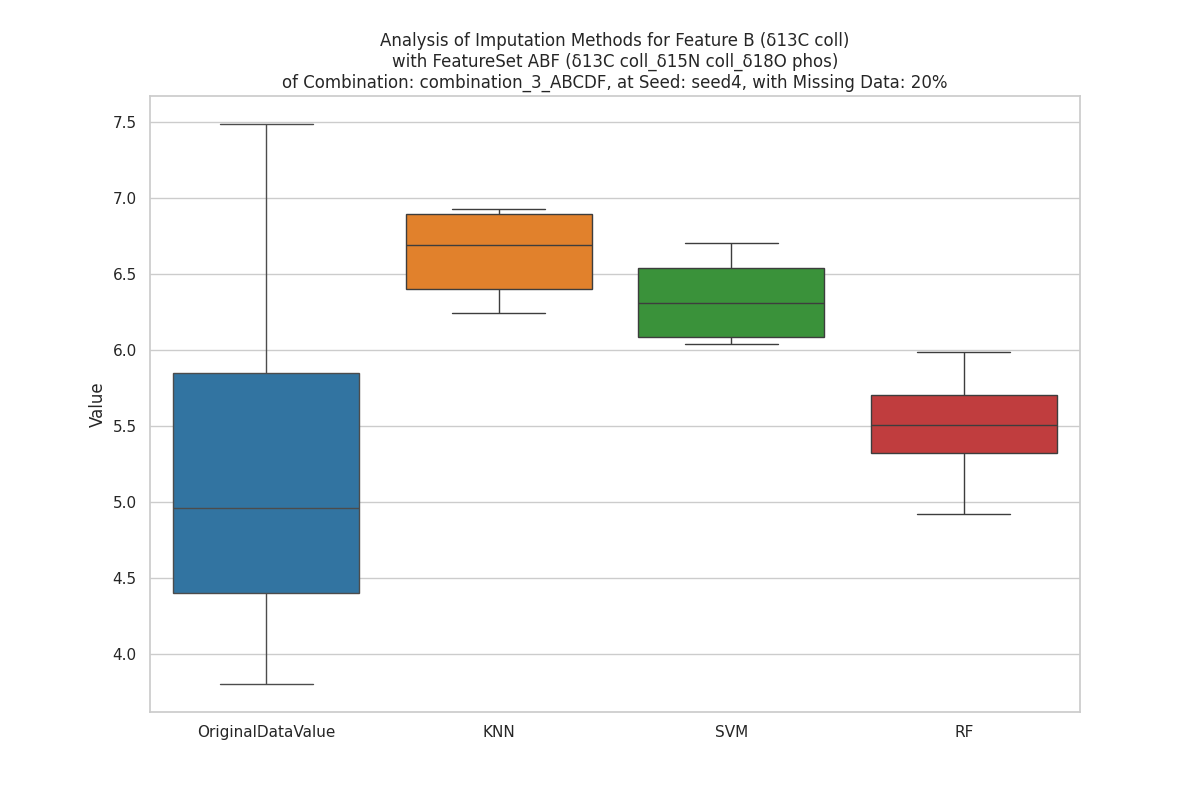 Analysis of Imputation Methods for Feature B (δ13C coll)
with FeatureSet ABF (δ13C coll_δ15N coll_δ18O phos)
of Combination: combination_3_ABCDF, at Seed: seed4, with Missing Data: 20%
7.5
7.0
6.5
6.0
5.5
5.0
4.5
4.0
Value
OriginalDataValue
KNN
SVM
RF